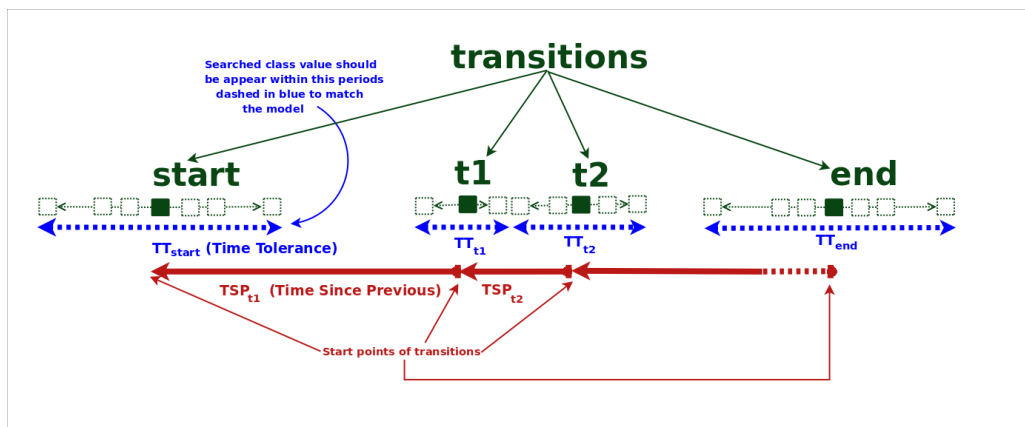 transitions
Searched class value should
be appear within this periods
dashed in blue to match
the model
start
t1
t2
end
TTstart (Time Tolerance)
TTt1
TTt2
TTend
TSPt1 (Time Since Previous)
TSPt2
Start points of transitions